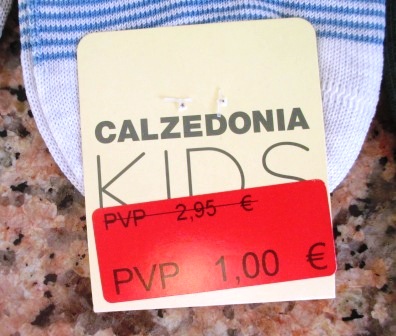 CALZEDONIA
KIDS
PVP 2,95 €
PVP 1,00 €